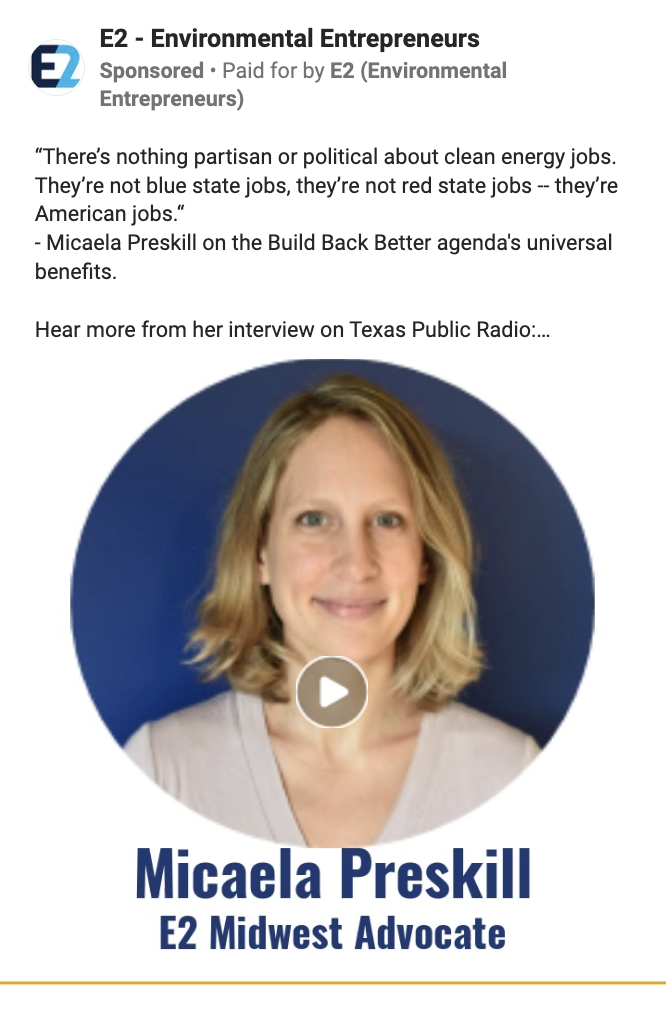 E2 - Environmental Entrepreneurs
E2
Sponsored • Paid for by E2 (Environmental
Entrepreneurs)
“There’s nothing partisan or political about clean energy jobs.
They’re not blue state jobs, they’re not red state jobs -- they’re
American jobs.“
- Micaela Preskill on the Build Back Better agenda's universal
benefits.
Hear more from her interview on Texas Public Radio:...
Micaela Preskill
E2 Midwest Advocate